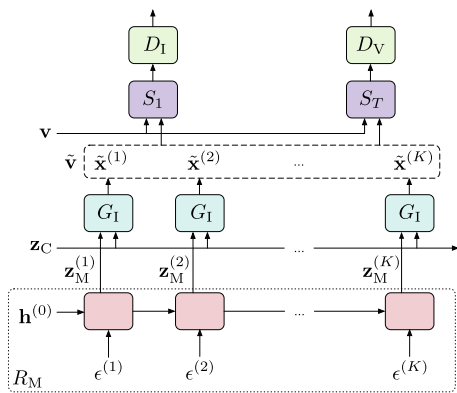 D_I D_V
S_1 S_T
v
ṽ x̃^(1) x̃^(2) ... x̃^(K)
G_I G_I G_I
z_C ...
z_M^(1) z_M^(2) z_M^(K)
h^(0) ...
ϵ^(1) ϵ^(2) ϵ^(K)
R_M